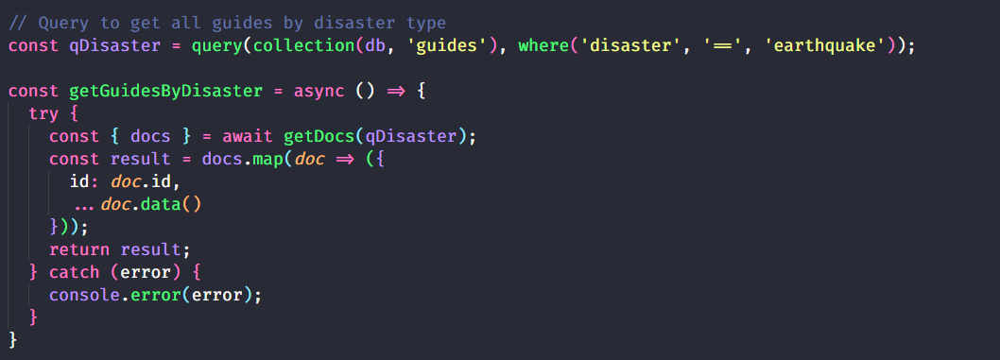 // Query to get all guides by disaster type
const qDisaster = query(collection(db, 'guides'), where('disaster', '==', 'earthquake'));
const getGuidesByDisaster = async () => {
try {
const { docs } = await getDocs(qDisaster);
const result = docs.map(doc => ({
id: doc.id,
...doc.data()
}));
return result;
} catch (error) {
console.error(error);
}
}